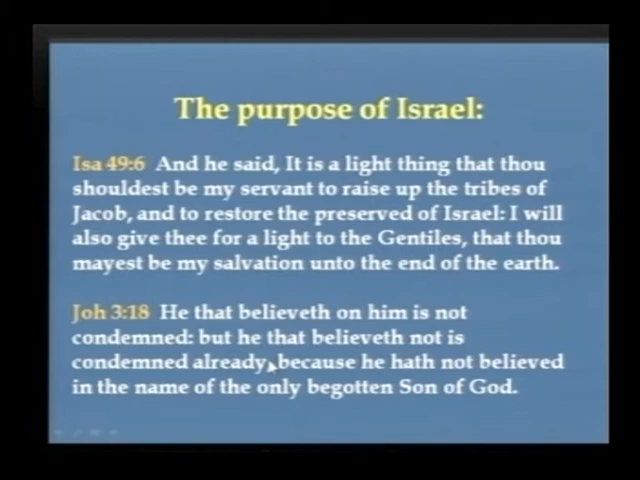 The purpose of Israel:
Isa 49:6 And he said, It is a light thing that thou
shouldest be my servant to raise up the tribes of
Jacob, and to restore the preserved of Israel: I will
also give thee for a light to the Gentiles, that thou
mayest be my salvation unto the end of the earth.
Joh 3:18 He that believeth on him is not
condemned: but he that believeth not is
condemned already, because he hath not believed
in the name of the only begotten Son of God.